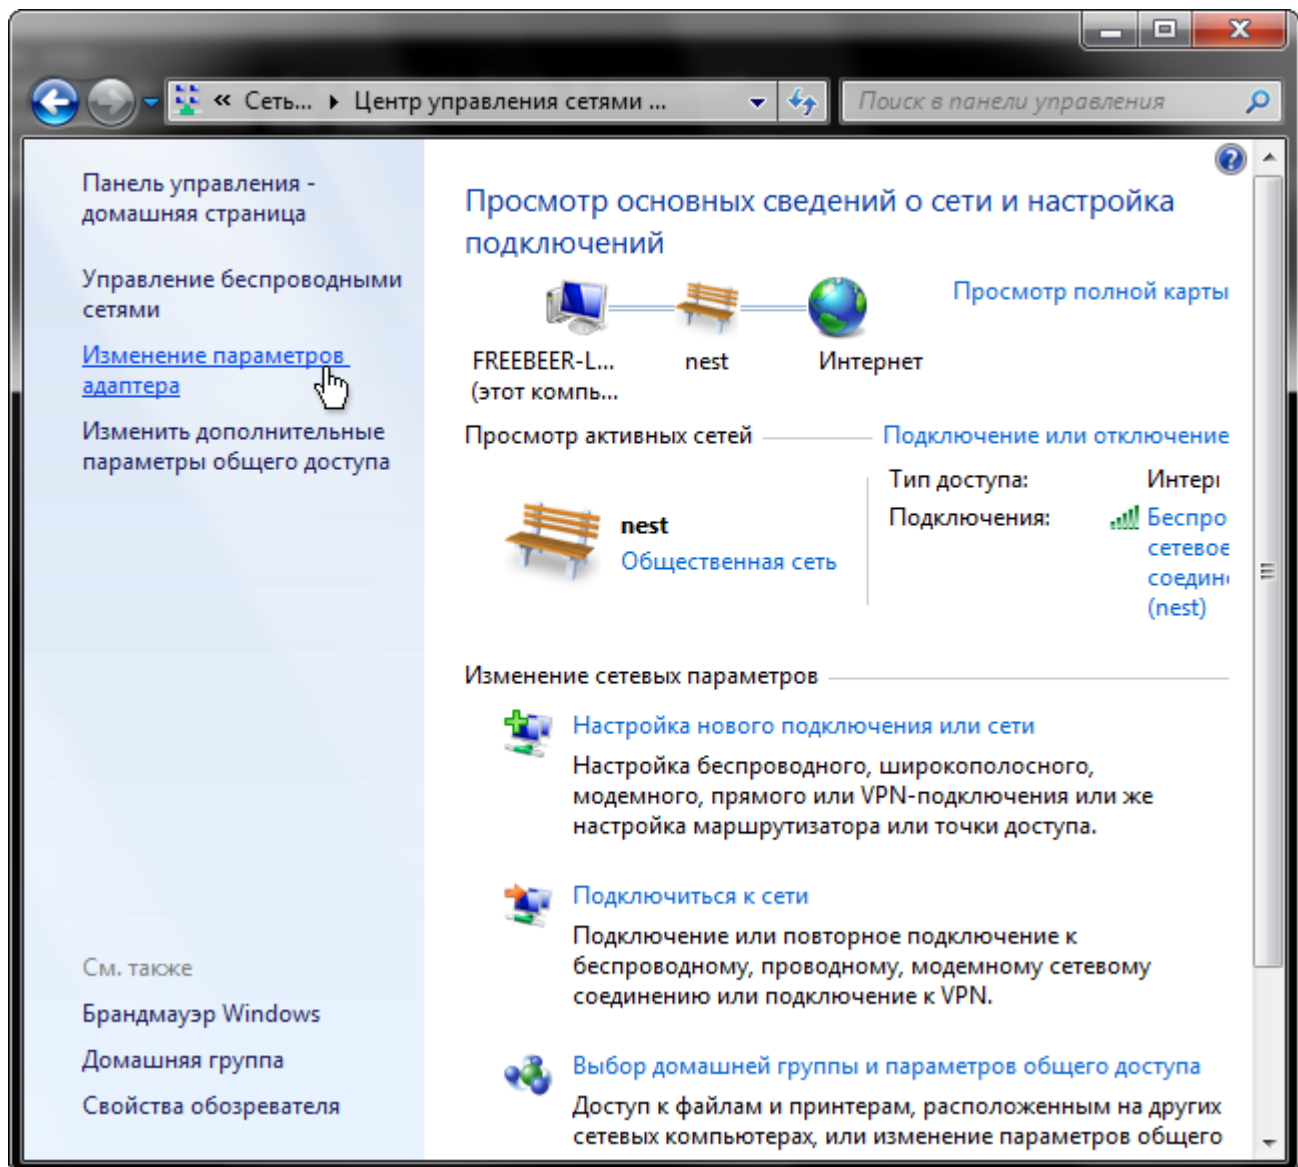 « Сеть... ▸ Центр управления сетями ...
Поиск в панели управления
Панель управления -
домашняя страница
Управление беспроводными
сетями
Изменение параметров
адаптера
Изменить дополнительные
параметры общего доступа
См. также
Брандмауэр Windows
Домашняя группа
Свойства обозревателя
Просмотр основных сведений о сети и настройка
подключений
Просмотр полной карты
FREEBEER-L... nest Интернет
(этот компь...
Просмотр активных сетей Подключение или отключение
nest
Общественная сеть
Тип доступа: Интер
Подключения: Беспро
сетевое
соедин
(nest)
Изменение сетевых параметров
Настройка нового подключения или сети
Настройка беспроводного, широкополосного,
модемного, прямого или VPN-подключения или же
настройка маршрутизатора или точки доступа.
Подключиться к сети
Подключение или повторное подключение к
беспроводному, проводному, модемному сетевому
соединению или подключение к VPN.
Выбор домашней группы и параметров общего доступа
Доступ к файлам и принтерам, расположенным на других
сетевых компьютерах, или изменение параметров общего